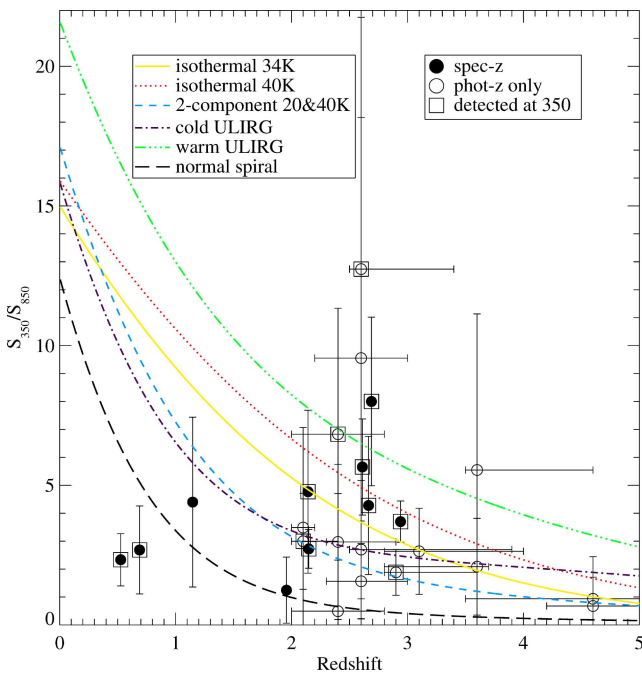 20
15
10
5
0
S350/S850
isothermal 34K
isothermal 40K
2-component 20&40K
cold ULIRG
warm ULIRG
normal spiral
spec-z
phot-z only
detected at 350
0 1 2 3 4 5
Redshift